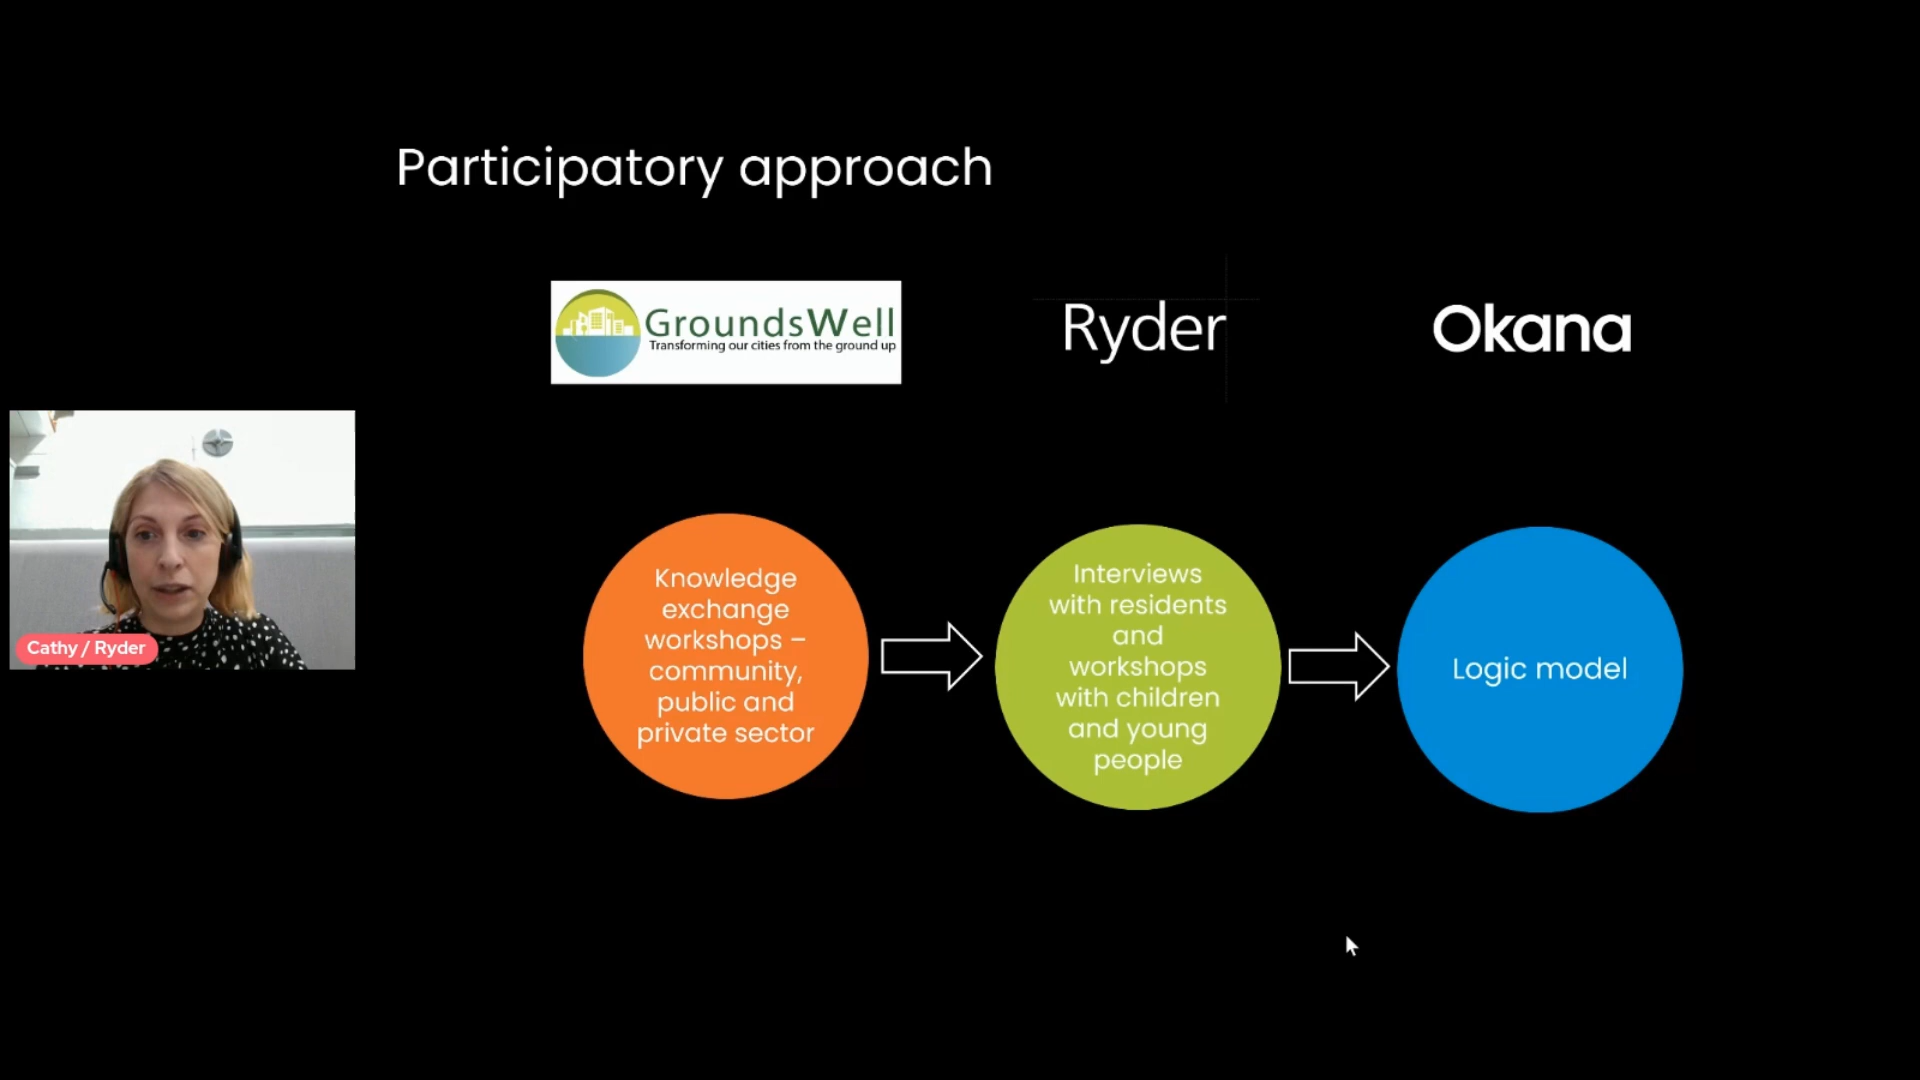 Participatory approach
GroundsWell
Transforming our cities from the ground up
Ryder
Okana
Knowledge
exchange
workshops –
community,
public and
private sector
Interviews
with residents
and
workshops
with children
and young
people
Logic model
Cathy / Ryder